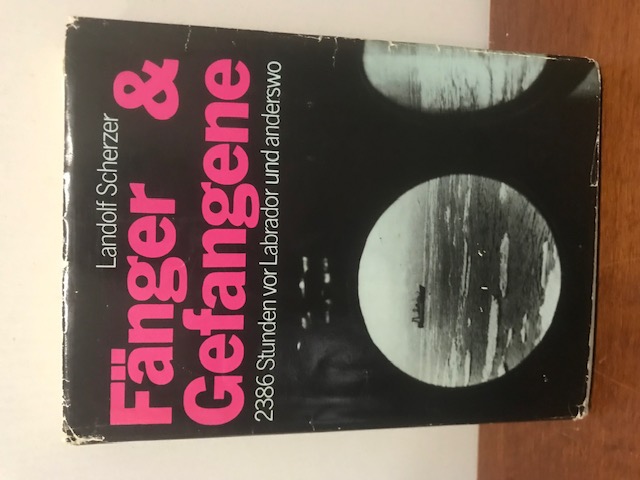 Landolf Scherzer
Fänger &
Gefangene
2386 Stunden vor Labrador und anderswo